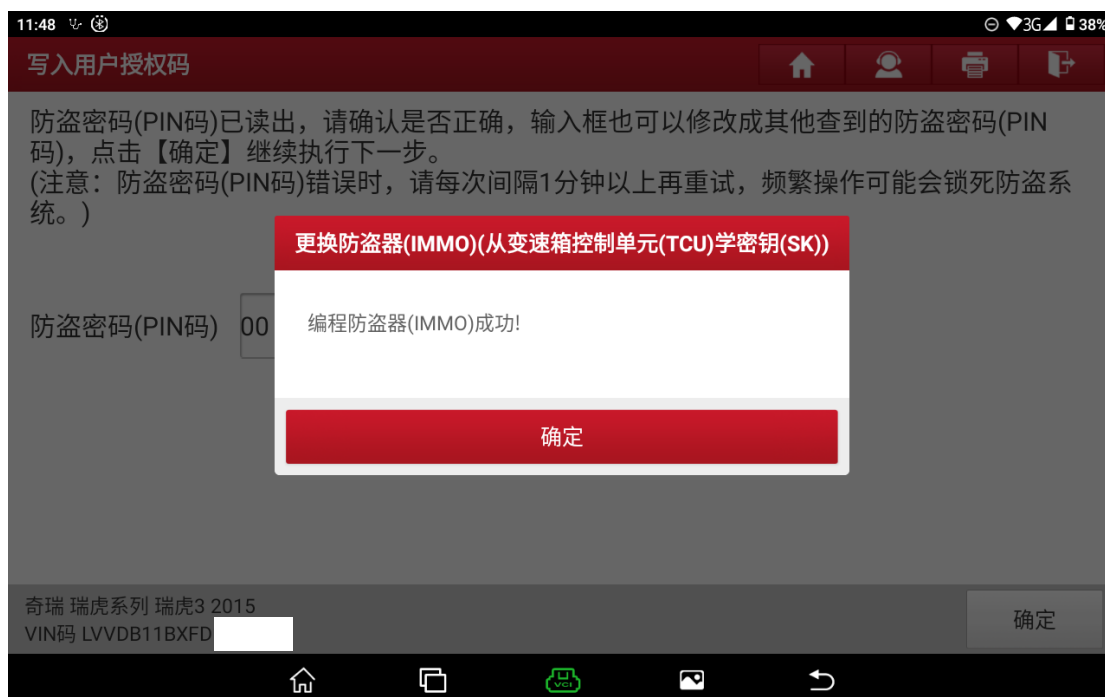 11:48
3G
38%
写入用户授权码
防盗密码(PIN码)已读出，请确认是否正确，输入框也可以修改成其他查到的防盗密码(PIN
码)，点击【确定】继续执行下一步。
(注意：防盗密码(PIN码)错误时，请每次间隔1分钟以上再重试，频繁操作可能会锁死防盗系
统。)
更换防盗器(IMMO)(从变速箱控制单元(TCU)学密钥(SK))
编程防盗器(IMMO)成功!
防盗密码(PIN码)
00
确定
奇瑞 瑞虎系列 瑞虎3 2015
VIN码 LVVDB11BXFD
确定
VCI